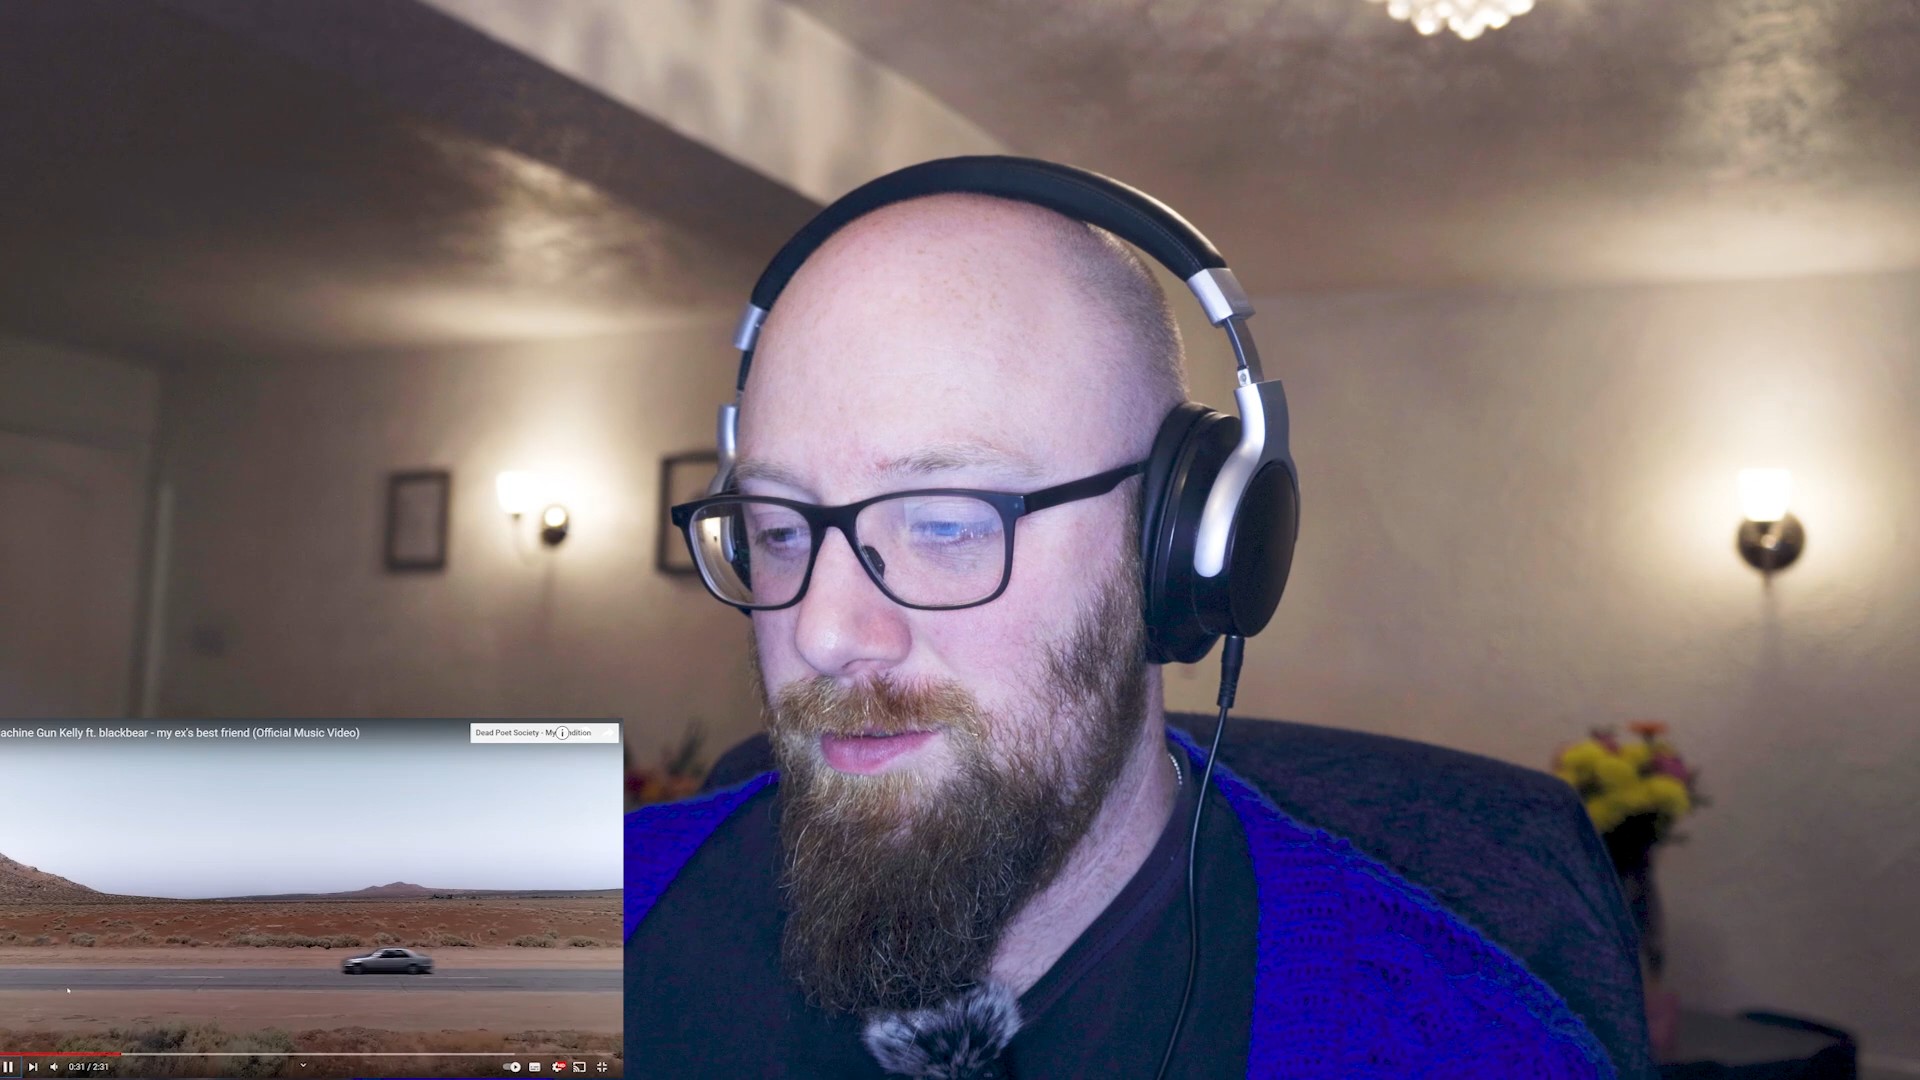 achine Gun Kelly ft. blackbear - my ex's best friend (Official Music Video)
Dead Poet Society - My ndition
0:31 / 2:31